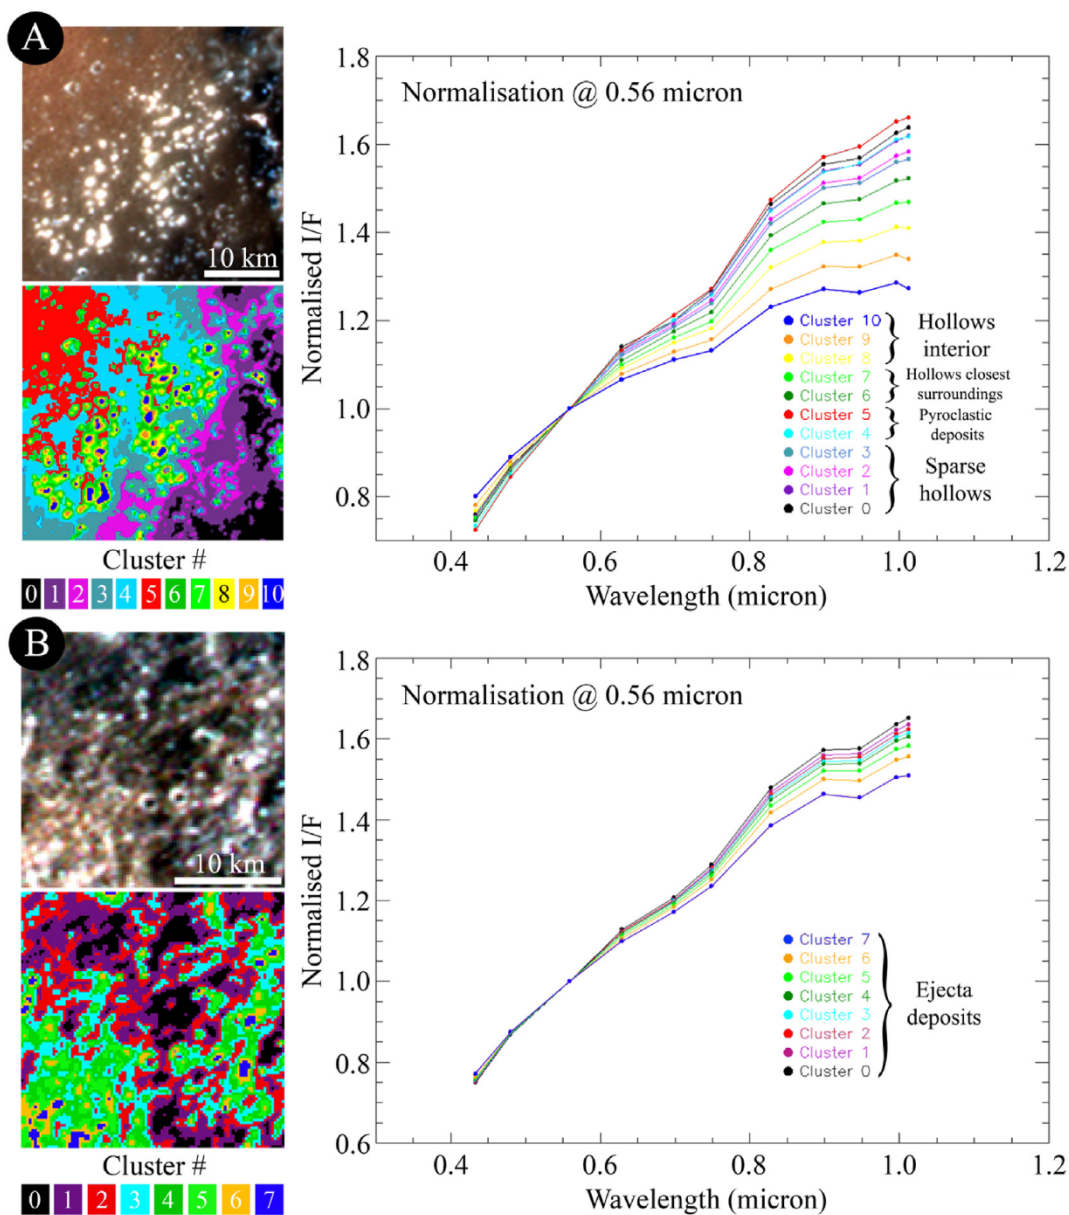 A
10 km
Cluster #
0 1 2 3 4 5 6 7 8 9 10
Normalisation @ 0.56 micron
Normalised I/F
1.8
1.6
1.4
1.2
1.0
0.8
Cluster 10
Cluster 9
Cluster 8
Cluster 7
Cluster 6
Cluster 5
Cluster 4
Cluster 3
Cluster 2
Cluster 1
Cluster 0
Hollows
interior
Hollows closest
surroundings
Pyroclastic
deposits
Sparse
hollows
0.4 0.6 0.8 1.0 1.2
Wavelength (micron)
B
10 km
Cluster #
0 1 2 3 4 5 6 7
Normalisation @ 0.56 micron
Normalised I/F
1.8
1.6
1.4
1.2
1.0
0.8
0.6
Cluster 7
Cluster 6
Cluster 5
Cluster 4
Cluster 3
Cluster 2
Cluster 1
Cluster 0
Ejecta
deposits
0.4 0.6 0.8 1.0 1.2
Wavelength (micron)